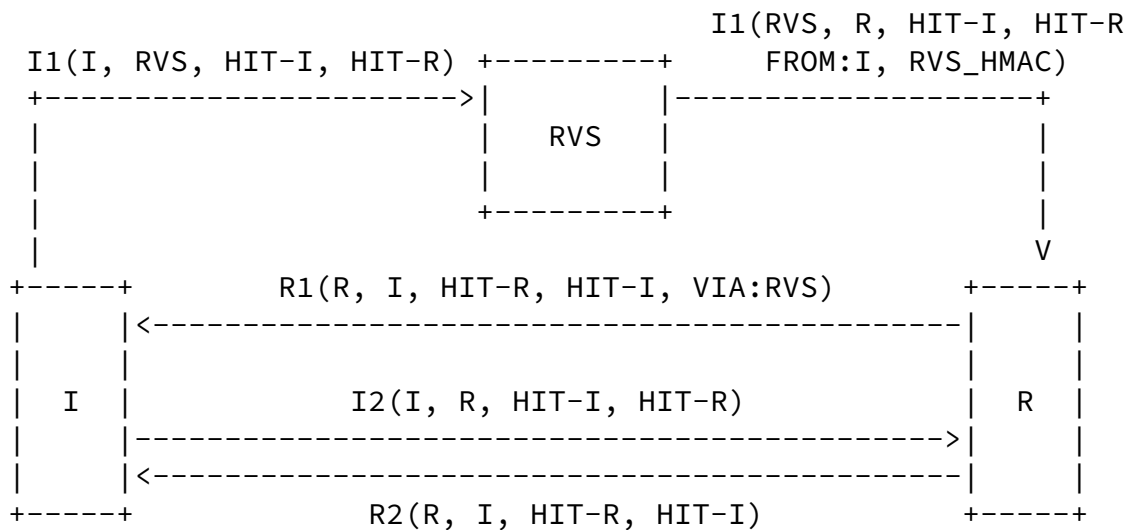 I1(RVS, R, HIT-I, HIT-R
I1(I, RVS, HIT-I, HIT-R)
FROM:I, RVS_HMAC)
RVS
V
R1(R, I, HIT-R, HIT-I, VIA:RVS)
I
I2(I, R, HIT-I, HIT-R)
R
R2(R, I, HIT-R, HIT-I)